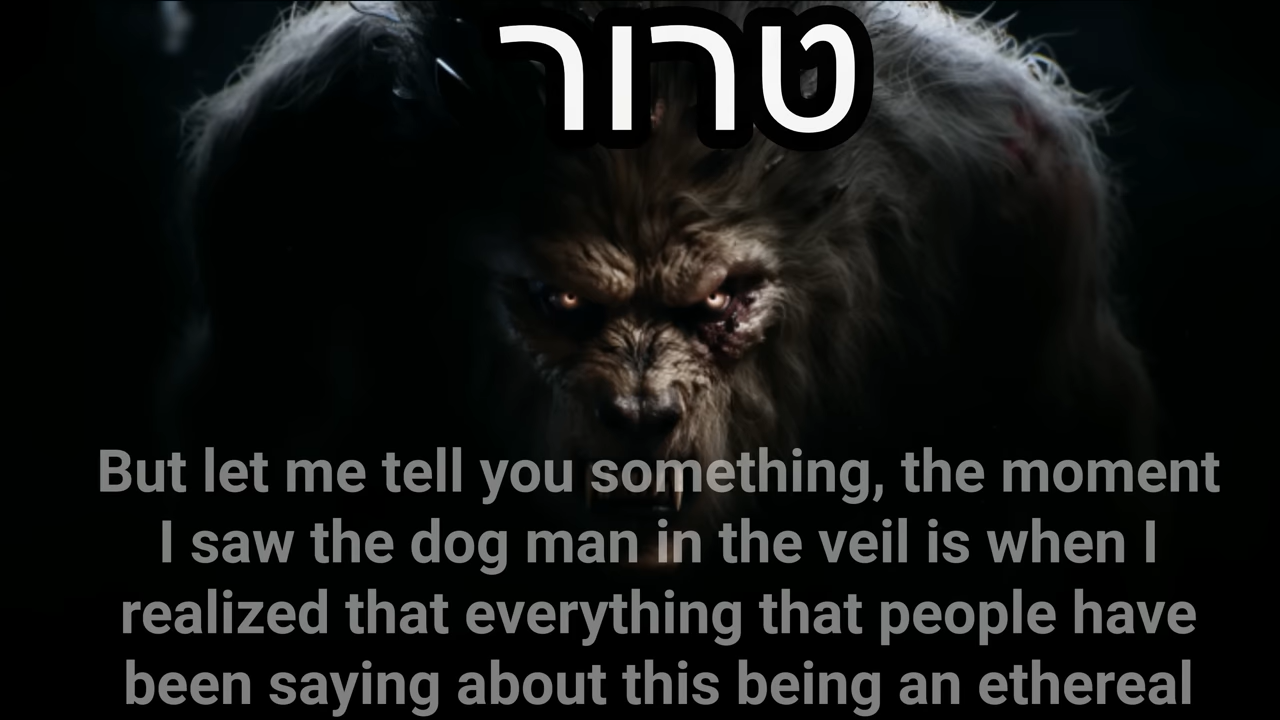 טרור
But let me tell you something, the moment
I saw the dog man in the veil is when I
realized that everything that people have
been saying about this being an ethereal